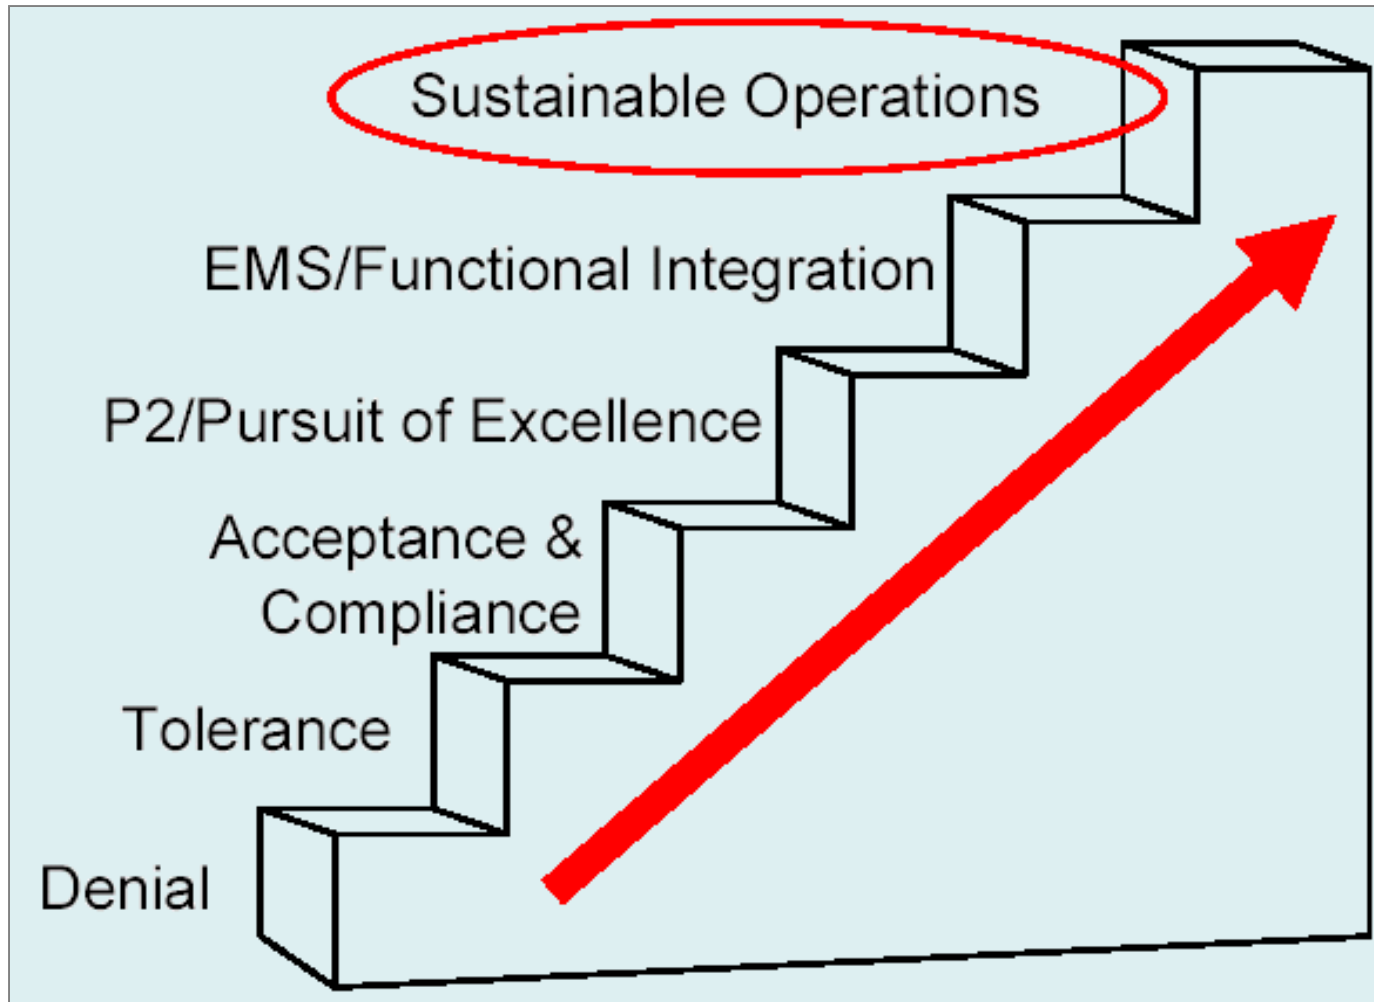 Sustainable Operations
EMS/Functional Integration
P2/Pursuit of Excellence
Acceptance &
Compliance
Tolerance
Denial